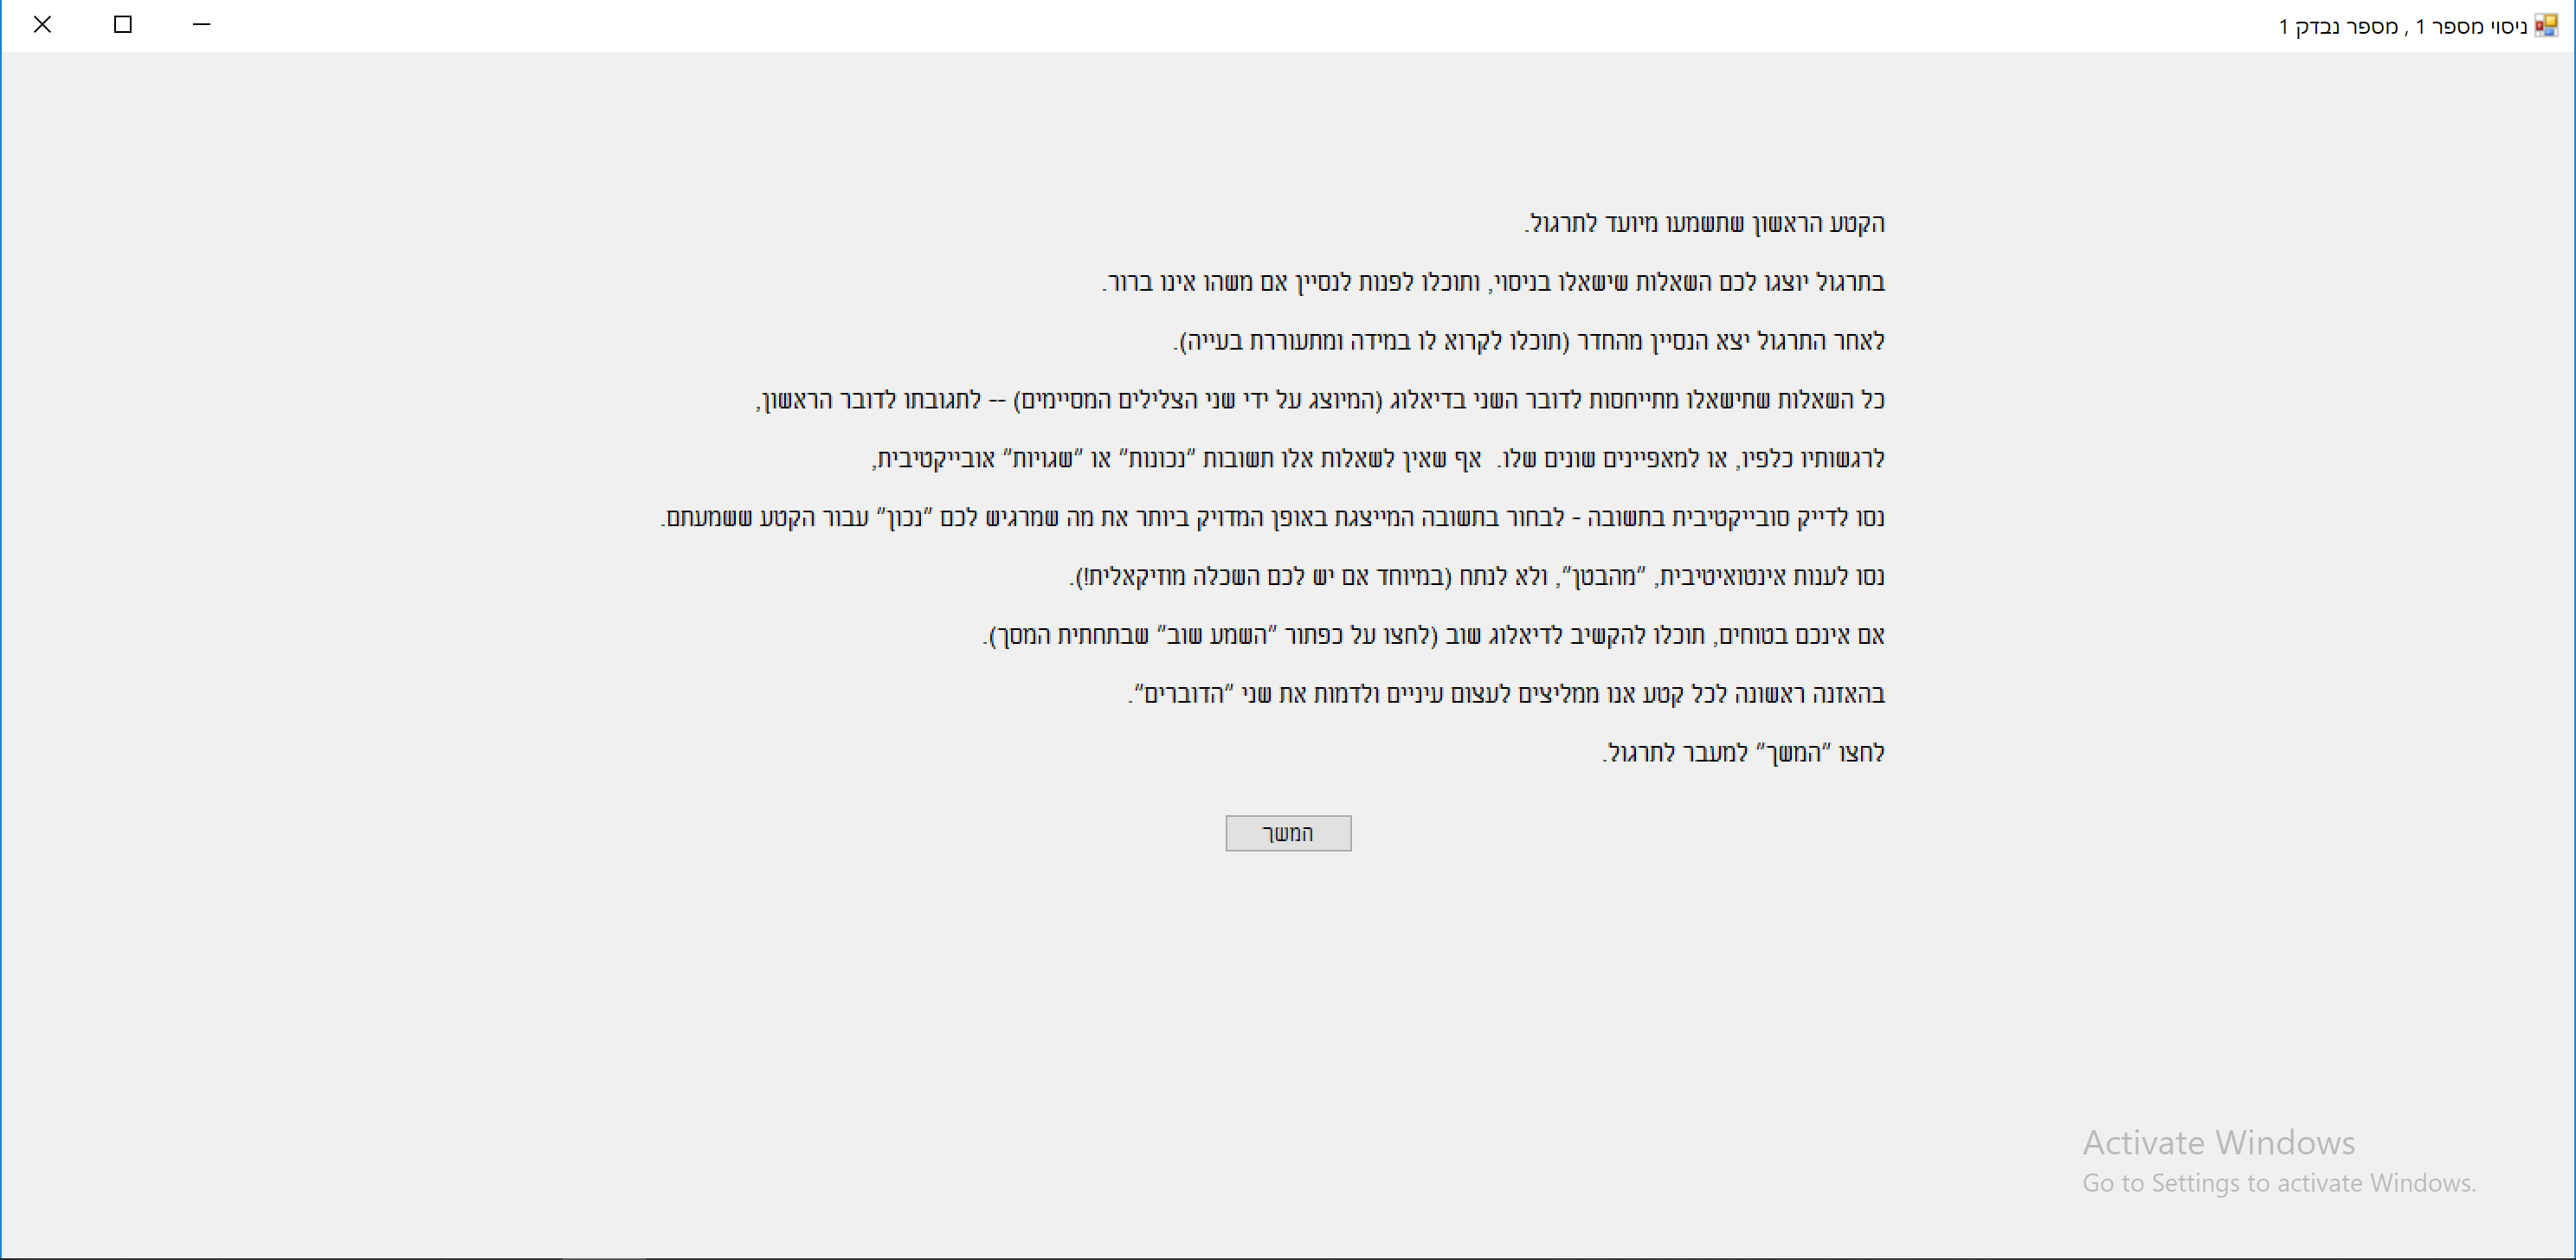 ניסוי מספר 1 , מספר נבדק 1
הקטע הראשון שתשמעו מיועד לתרגול.
בתרגול יוצגו לכם השאלות שישאלו בניסוי, ותוכלו לפנות לנסיין אם משהו אינו ברור.
לאחר התרגול יצא הנסיין מהחדר (תוכלו לקרוא לו במידה ומתעוררת בעייה).
כל השאלות שתישאלו מתייחסות לדובר השני בדיאלוג (המיוצג על ידי שני הצלילים המסיימים) -- לתגובתו לדובר הראשון,
לרגשותיו כלפיו, או למאפיינים שונים שלו.  אף שאין לשאלות אלו תשובות "נכונות" או "שגויות" אובייקטיבית,
נסו לדייק סובייקטיבית בתשובה - לבחור בתשובה המייצגת באופן המדויק ביותר את מה שמרגיש לכם "נכון" עבור הקטע ששמעתם.
נסו לענות אינטואיטיבית, "מהבטן", ולא לנתח (במיוחד אם יש לכם השכלה מוזיקאלית!).
אם אינכם בטוחים, תוכלו להקשיב לדיאלוג שוב (לחצו על כפתור "השמע שוב" שבתחתית המסך).
בהאזנה ראשונה לכל קטע אנו ממליצים לעצום עיניים ולדמות את שני "הדוברים".
לחצו "המשך" למעבר לתרגול.
המשך
Activate Windows
Go to Settings to activate Windows.